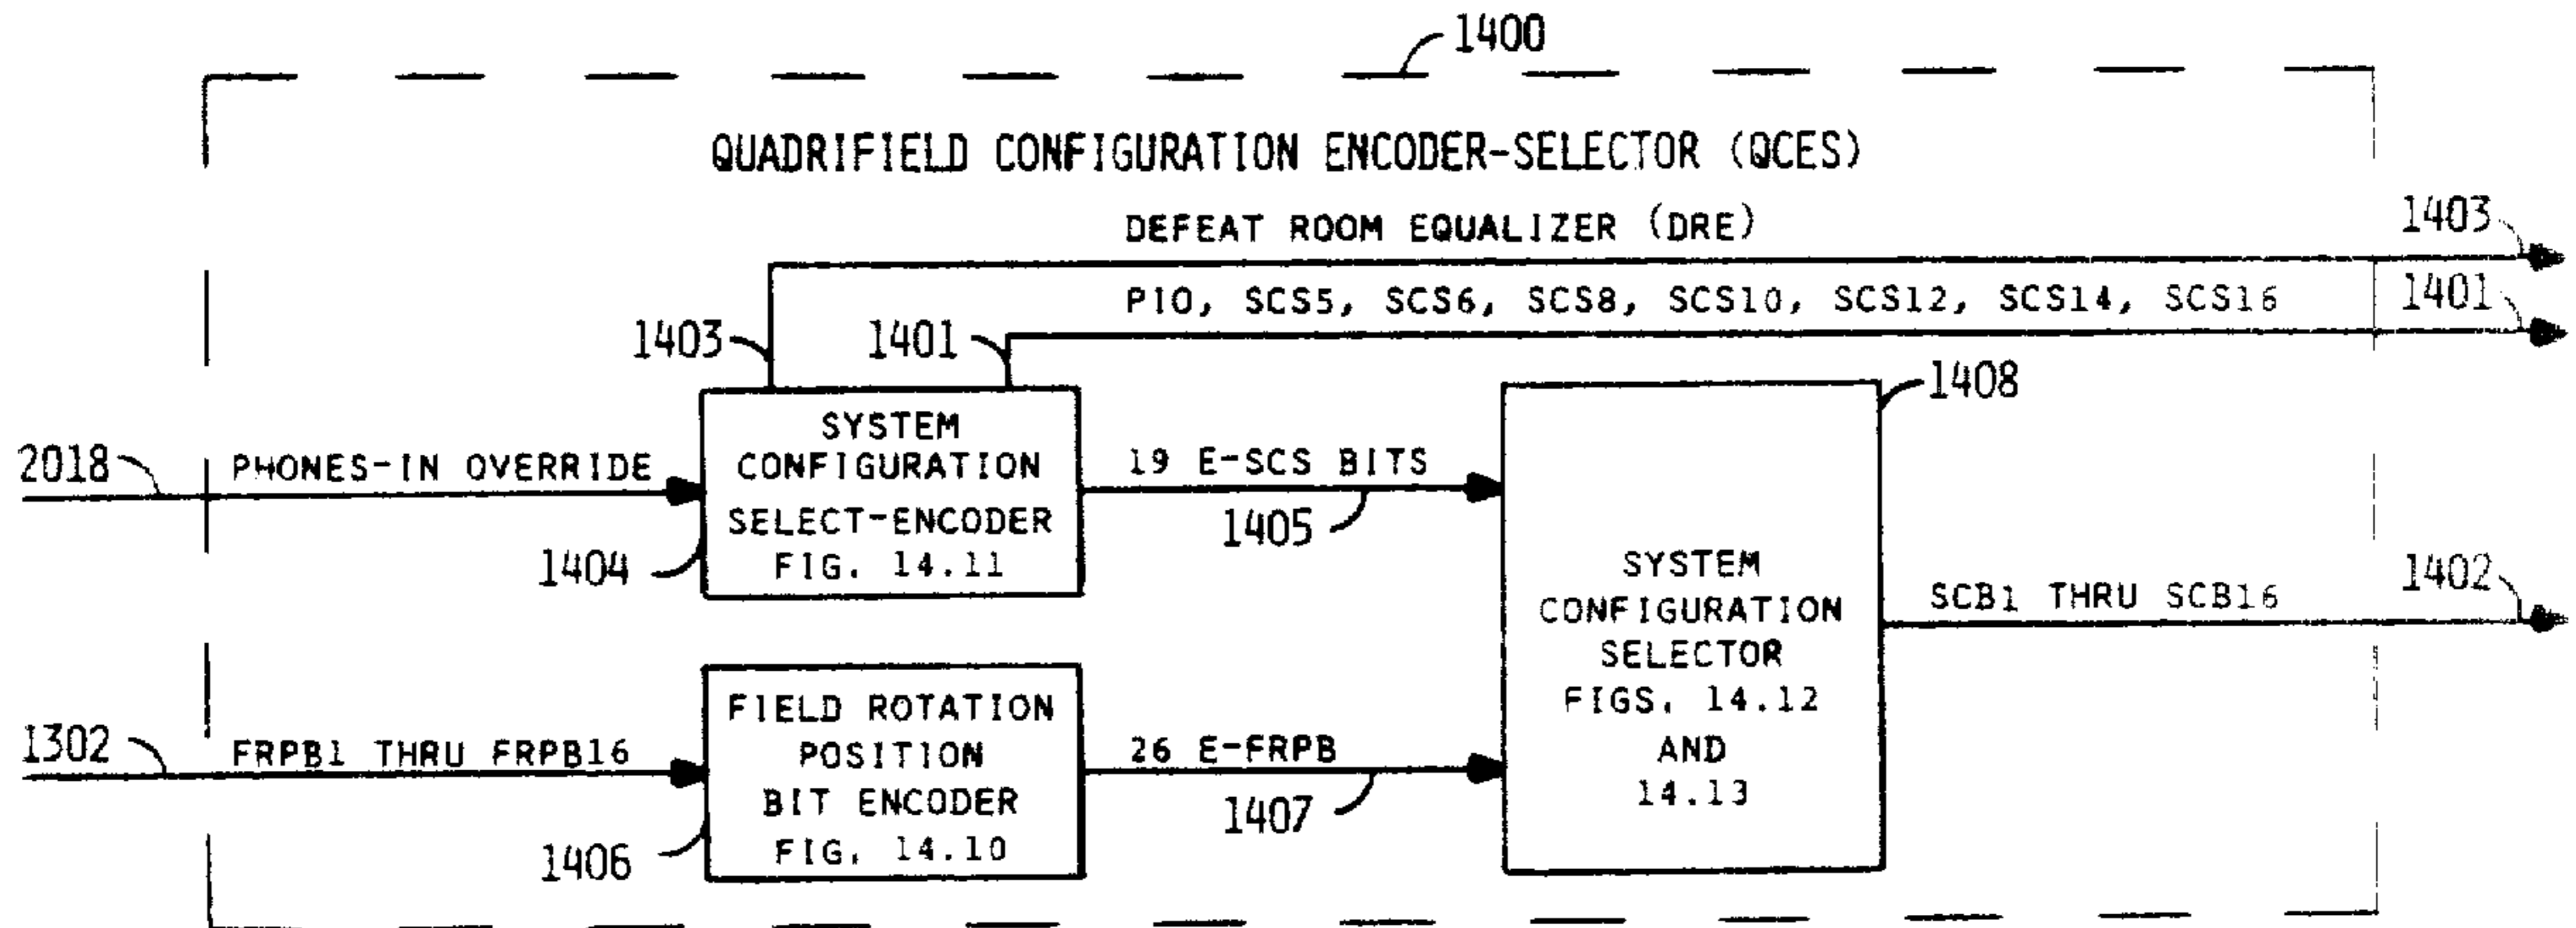 1400
QUADRIFIELD CONFIGURATION ENCODER-SELECTOR (QCES)
DEFEAT ROOM EQUALIZER (DRE)
1403
PIO, SCS5, SCS6, SCS8, SCS10, SCS12, SCS14, SCS16
1401
1403
1401
1408
2018
PHONES-IN OVERRIDE
SYSTEM
CONFIGURATION
SELECT-ENCODER
FIG. 14.11
1404
19 E-SCS BITS
1405
SYSTEM
CONFIGURATION
SELECTOR
FIGS. 14.12
AND
14.13
SCB1 THRU SCB16
1402
1302
FRPB1 THRU FRPB16
FIELD ROTATION
POSITION
BIT ENCODER
FIG. 14.10
1406
26 E-FRPB
1407